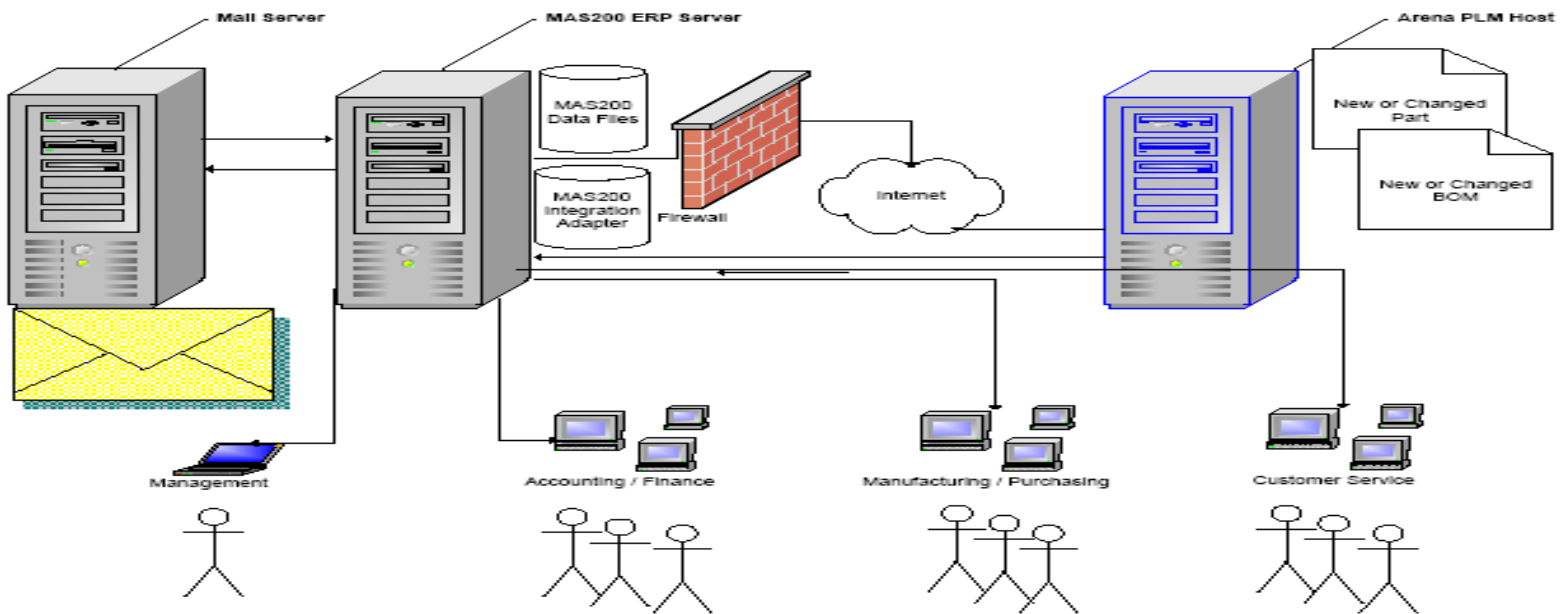 Mail Server
MAS200 ERP Server
Arena PLM Host
MAS200
Data Files
New or Changed
Part
MAS200
Integration
Adapter
Firewall
Internet
New or Changed
BOM
Management
Accounting / Finance
Manufacturing / Purchasing
Customer Service